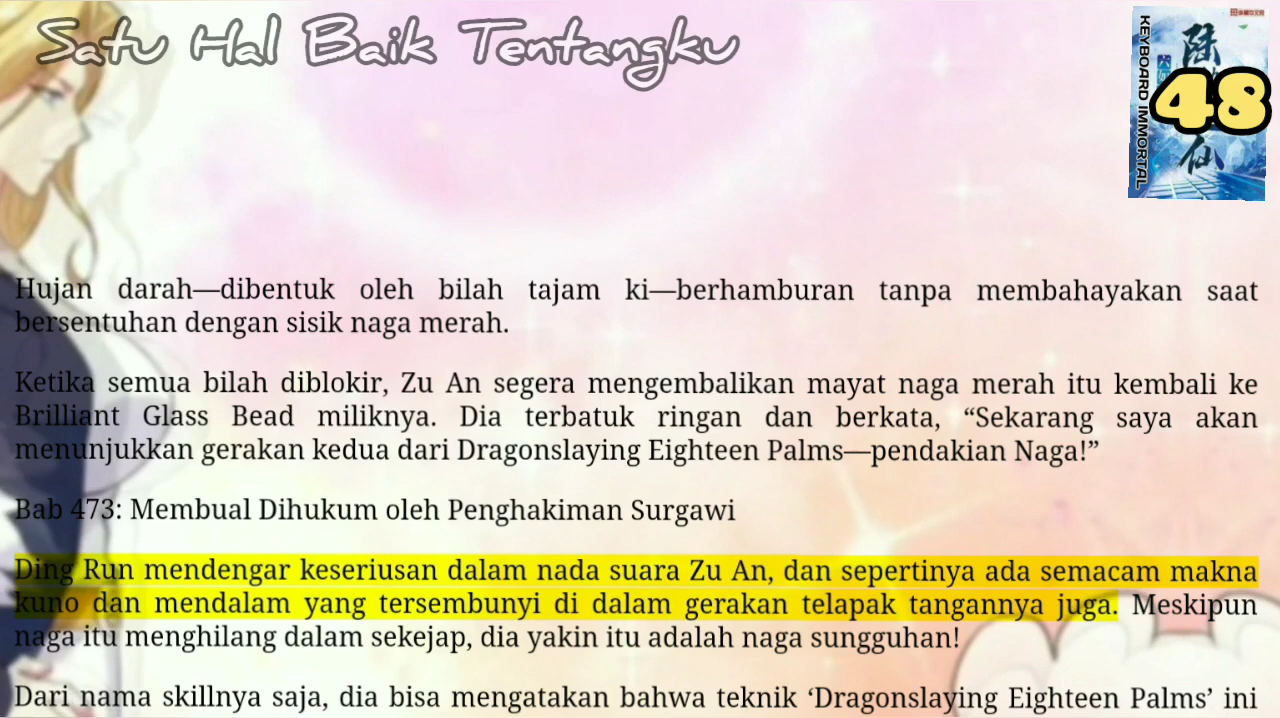 Satu Hal Baik Tentangku
KEYBOARD IMMORTAL
陆
仙
48
Hujan darah—dibentuk oleh bilah tajam ki—berhamburan tanpa membahayakan saat
bersentuhan dengan sisik naga merah.
Ketika semua bilah diblokir, Zu An segera mengembalikan mayat naga merah itu kembali ke
Brilliant Glass Bead miliknya. Dia terbatuk ringan dan berkata, “Sekarang saya akan
menunjukkan gerakan kedua dari Dragonslaying Eighteen Palms—pendakian Naga!”
Bab 473: Membual Dihukum oleh Penghakiman Surgawi
Ding Run mendengar keseriusan dalam nada suara Zu An, dan sepertinya ada semacam makna
kuno dan mendalam yang tersembunyi di dalam gerakan telapak tangannya juga. Meskipun
naga itu menghilang dalam sekejap, dia yakin itu adalah naga sungguhan!
Dari nama skillnya saja, dia bisa mengatakan bahwa teknik ‘Dragonslaying Eighteen Palms’ ini